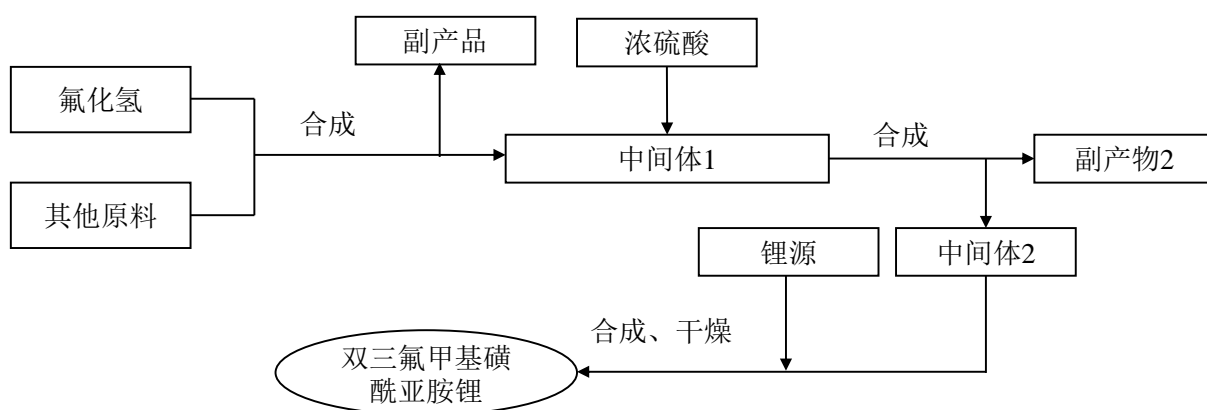 副产品
浓硫酸
氟化氢
合成
合成
中间体1
副产物2
其他原料
锂源
中间体2
合成、干燥
双三氟甲基磺
酰亚胺锂